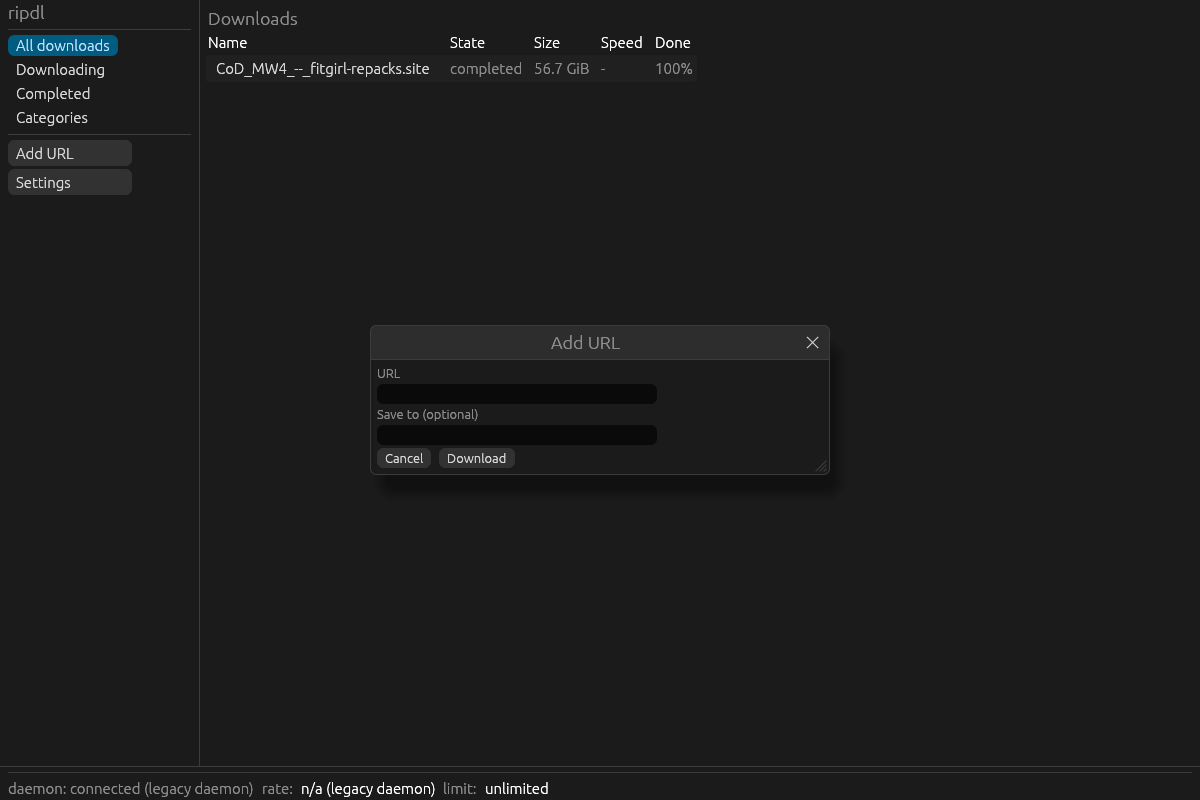 ripdl
All downloads
Downloading
Completed
Categories
Add URL
Settings
Downloads
Name State Size Speed Done
CoD_MW4_--_fitgirl-repacks.site completed 56.7 GiB - 100%
Add URL
URL
Save to (optional)
Cancel Download
daemon: connected (legacy daemon) rate: n/a (legacy daemon) limit: unlimited